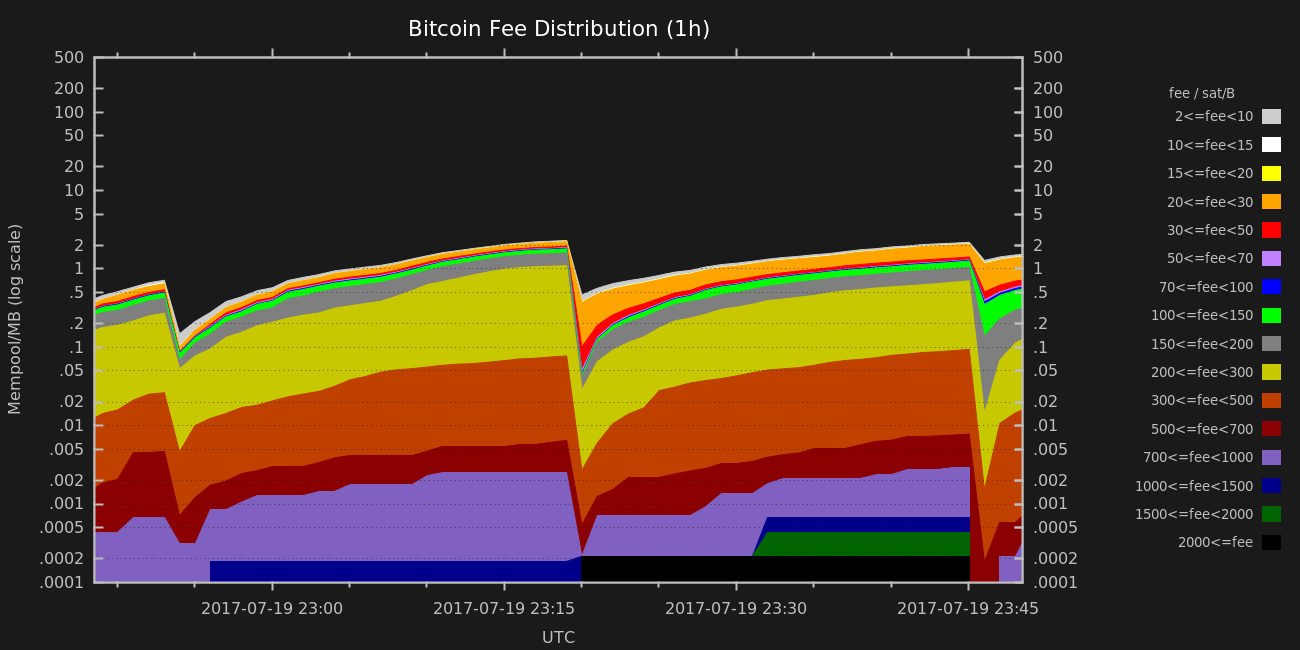 Bitcoin Fee Distribution (1h)
Mempool/MB (log scale)
500
200
100
50
20
10
5
2
1
.5
.2
.1
.05
.02
.01
.005
.002
.001
.0005
.0002
.0001
500
200
100
50
20
10
5
2
1
.5
.2
.1
.05
.02
.01
.005
.002
.001
.0005
.0002
.0001
2017-07-19 23:00
2017-07-19 23:15
2017-07-19 23:30
2017-07-19 23:45
UTC
fee / sat/B
2<=fee<10
10<=fee<15
15<=fee<20
20<=fee<30
30<=fee<50
50<=fee<70
70<=fee<100
100<=fee<150
150<=fee<200
200<=fee<300
300<=fee<500
500<=fee<700
700<=fee<1000
1000<=fee<1500
1500<=fee<2000
2000<=fee